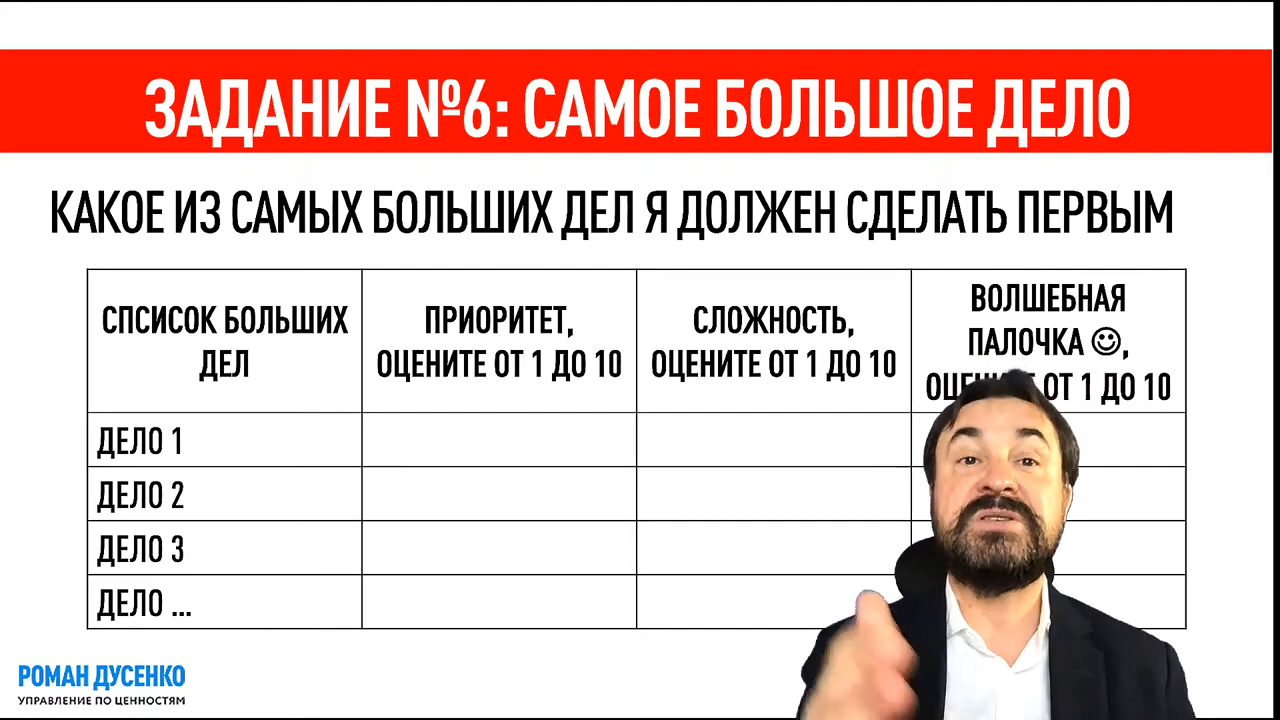 ЗАДАНИЕ №6: САМОЕ БОЛЬШОЕ ДЕЛО
КАКОЕ ИЗ САМЫХ БОЛЬШИХ ДЕЛ Я ДОЛЖЕН СДЕЛАТЬ ПЕРВЫМ
СПСИСОК БОЛЬШИХ
ДЕЛ
ПРИОРИТЕТ,
ОЦЕНИТЕ ОТ 1 ДО 10
СЛОЖНОСТЬ,
ОЦЕНИТЕ ОТ 1 ДО 10
ВОЛШЕБНАЯ
ПАЛОЧКА ☺,
ОЦЕНИТЕ ОТ 1 ДО 10
ДЕЛО 1
ДЕЛО 2
ДЕЛО 3
ДЕЛО ...
РОМАН ДУСЕНКО
УПРАВЛЕНИЕ ПО ЦЕННОСТЯМ